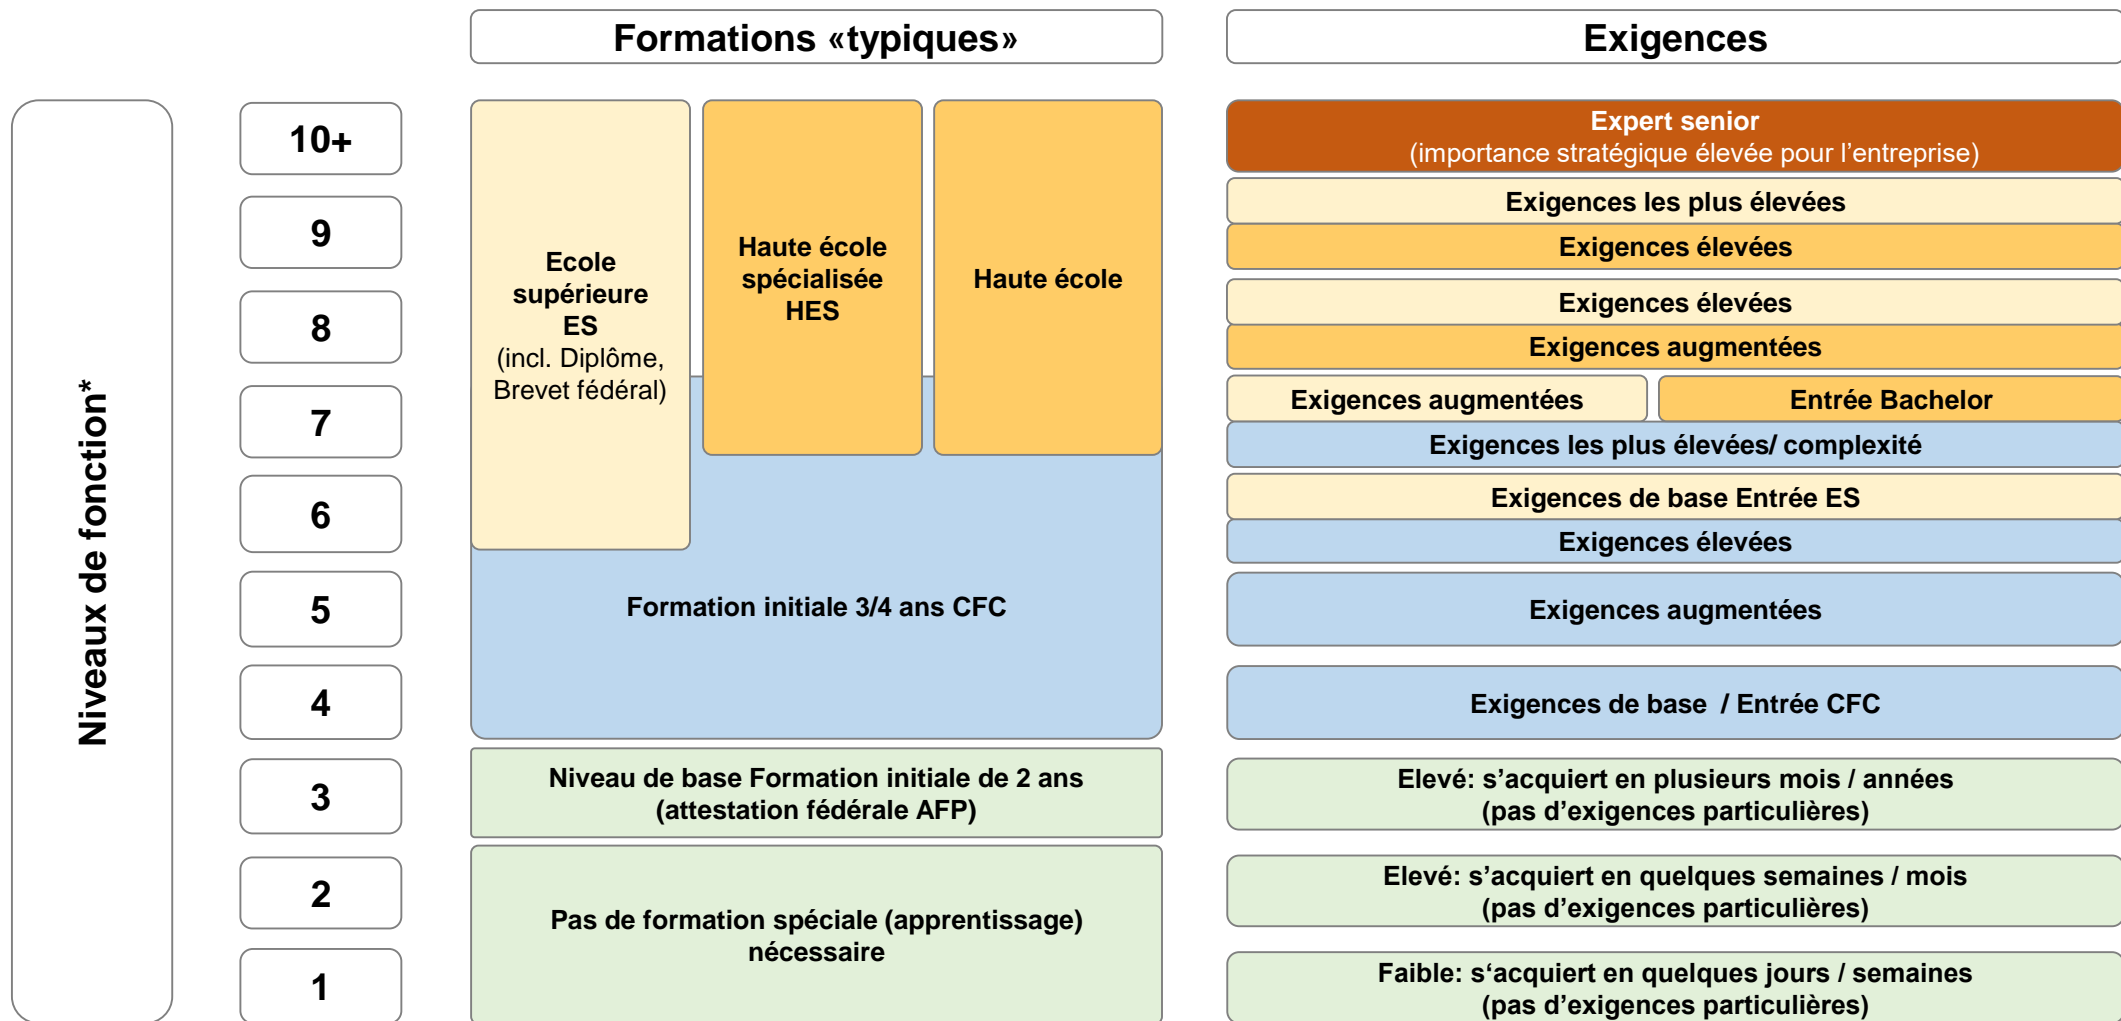 Formations «typiques»
Exigences
Niveaux de fonction*
10+
9
8
7
6
5
4
3
2
1
Ecole
supérieure
ES
(incl. Diplôme,
Brevet fédéral)
Haute école
spécialisée
HES
Haute école
Formation initiale 3/4 ans CFC
Niveau de base Formation initiale de 2 ans
(attestation fédérale AFP)
Pas de formation spéciale (apprentissage)
nécessaire
Expert senior
(importance stratégique élevée pour l’entreprise)
Exigences les plus élevées
Exigences élevées
Exigences élevées
Exigences augmentées
Exigences augmentées
Entrée Bachelor
Exigences les plus élevées/ complexité
Exigences de base Entrée ES
Exigences élevées
Exigences augmentées
Exigences de base / Entrée CFC
Elevé: s’acquiert en plusieurs mois / années
(pas d’exigences particulières)
Elevé: s’acquiert en quelques semaines / mois
(pas d’exigences particulières)
Faible: s‘acquiert en quelques jours / semaines
(pas d’exigences particulières)